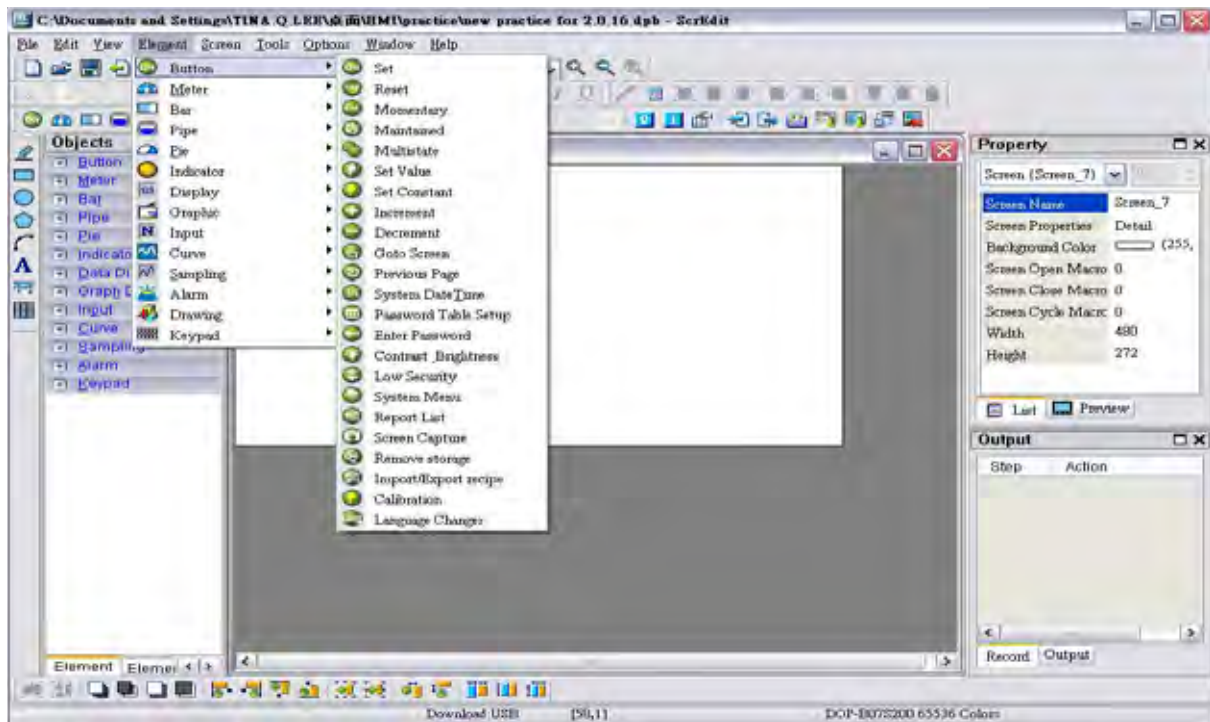 C:\Documents and Settings\TINA.Q.LEE\桌面\HMI\practice\new practice for 2.0.16.dpb - ScrEdit
File Edit View Element Screen Tools Options Window Help
Button
Meter
Bar
Pipe
Pie
Indicator
Display
Graphic
Input
Curve
Sampling
Alarm
Drawing
Keypad
Set
Reset
Momentary
Maintained
Multistate
Set Value
Set Constant
Increment
Decrement
Goto Screen
Previous Page
System DateTime
Password Table Setup
Enter Password
Contrast_Brightness
Low Security
System Menu
Report List
Screen Capture
Remove storage
Import/Export recipe
Calibration
Language Changer
Objects
Button
Meter
Bar
Pipe
Pie
Indicato
Data Di
Graph D
Input
Curve
Sampling
Alarm
Keypad
Element Elemer
Property
Screen {Screen_7}
Screen Name Screen_7
Screen Properties Detail
Background Color (255,
Screen Open Macro 0
Screen Close Macro 0
Screen Cycle Macrc 0
Width 480
Height 272
List Preview
Output
Step Action
Record Output
Download USB: [50,11] DOP-B07S200 65536 Colors